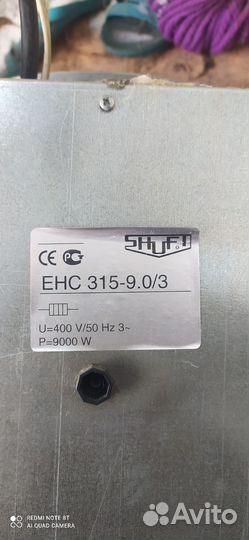 SHUFT
CE PC
EHC 315-9.0/3
U=400 V/50 Hz 3~
P=9000 W
REDMI NOTE 8T
AI QUAD CAMERA
Avito